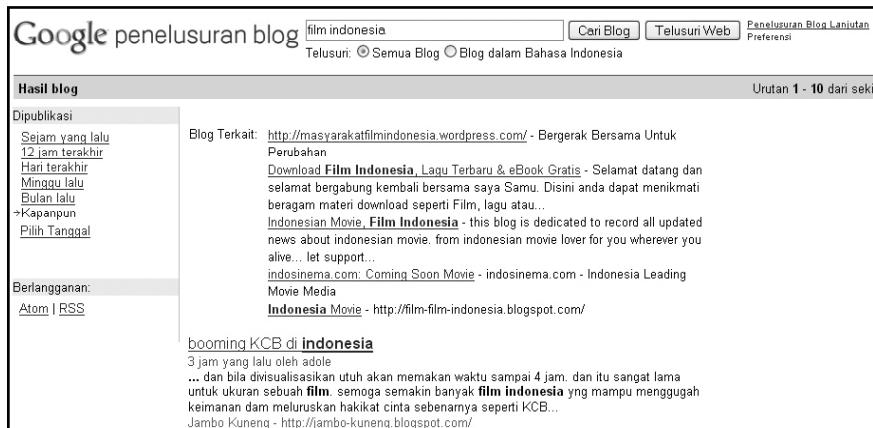 Google penelusuran blog
film indonesia
Cari Blog
Telusuri Web
Penelusuran Blog Lanjutan
Preferensi
Telusuri: Semua Blog Blog dalam Bahasa Indonesia
Hasil blog
Urutan 1 - 10 dari seki
Dipublikasi
Sejam yang lalu
12 jam terakhir
Hari terakhir
Minggu lalu
Bulan lalu
→Kapanpun
Pilih Tanggal
Berlangganan:
Atom | RSS
Blog Terkait: http://masyarakatfilmindonesia.wordpress.com/ - Bergerak Bersama Untuk
Perubahan
Download Film Indonesia, Lagu Terbaru & eBook Gratis - Selamat datang dan
selamat bergabung kembali bersama saya Samu. Disini anda dapat menikmati
beragam materi download seperti Film, lagu atau...
Indonesian Movie, Film Indonesia - this blog is dedicated to record all updated
news about indonesian movie. from indonesian movie lover for you wherever you
alive... let support...
indosinema.com: Coming Soon Movie - indosinema.com - Indonesia Leading
Movie Media
Indonesia Movie - http://film-film-indonesia.blogspot.com/
booming KCB di indonesia
3 jam yang lalu oleh adole
... dan bila divisualisasikan utuh akan memakan waktu sampai 4 jam. dan itu sangat lama
untuk ukuran sebuah film. semoga semakin banyak film indonesia yng mampu menggugah
keimanan dam meluruskan hakikat cinta sebenarnya seperti KCB...
Jambo Kuneng - http://jambo-kuneng.blogspot.com/